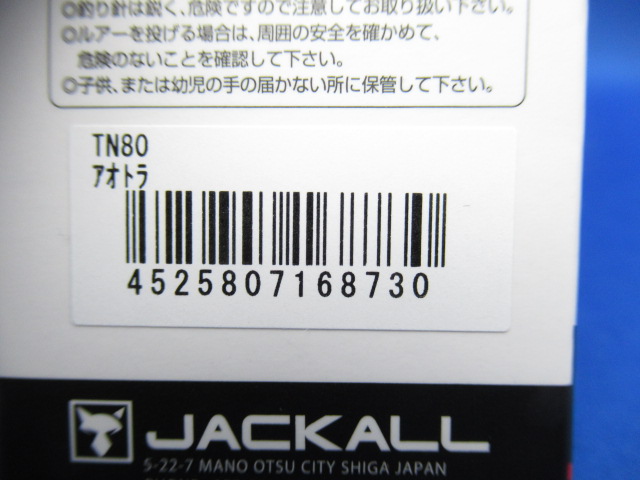 ◎釣り針は鋭く、危険ですので注意してお取り扱い下さい。
◎ルアーを投げる場合は、周囲の安全を確かめて、
危険のないことを確認して下さい。
◎子供、または幼児の手の届かない所に保管して下さい。
TN80
アオトラ
4525807168730
JACKALL
5-22-7 MANO OTSU CITY SHIGA JAPAN